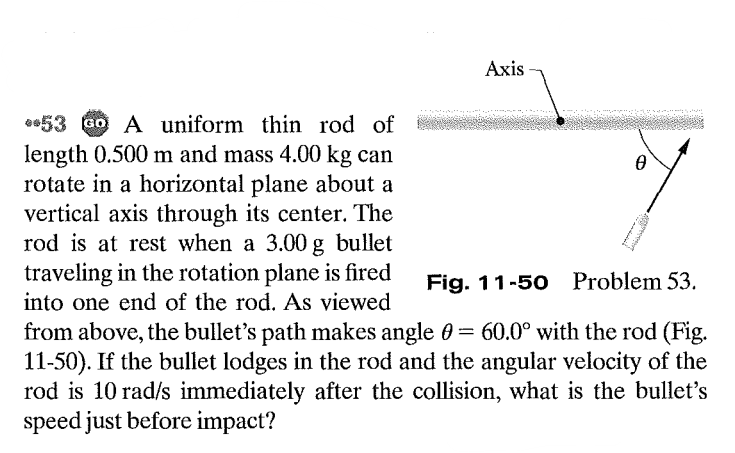 Axis
••53 GO A uniform thin rod of
length 0.500 m and mass 4.00 kg can
rotate in a horizontal plane about a
vertical axis through its center. The
rod is at rest when a 3.00 g bullet
traveling in the rotation plane is fired
into one end of the rod. As viewed
from above, the bullet's path makes angle θ = 60.0° with the rod (Fig.
11-50). If the bullet lodges in the rod and the angular velocity of the
rod is 10 rad/s immediately after the collision, what is the bullet's
speed just before impact?
θ
Fig. 11-50 Problem 53.